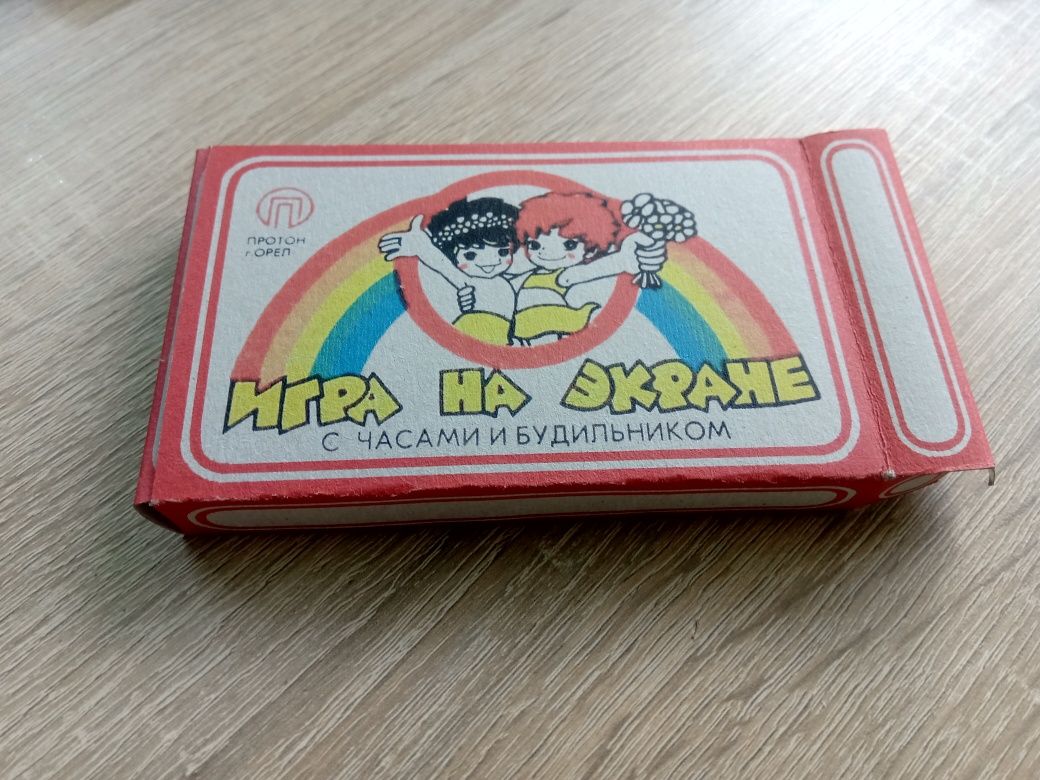 П
ПРОТОН
г.ОРЕЛ
ИГРА НА ЭКРАНЕ
С ЧАСАМИ И БУДИЛЬНИКОМ